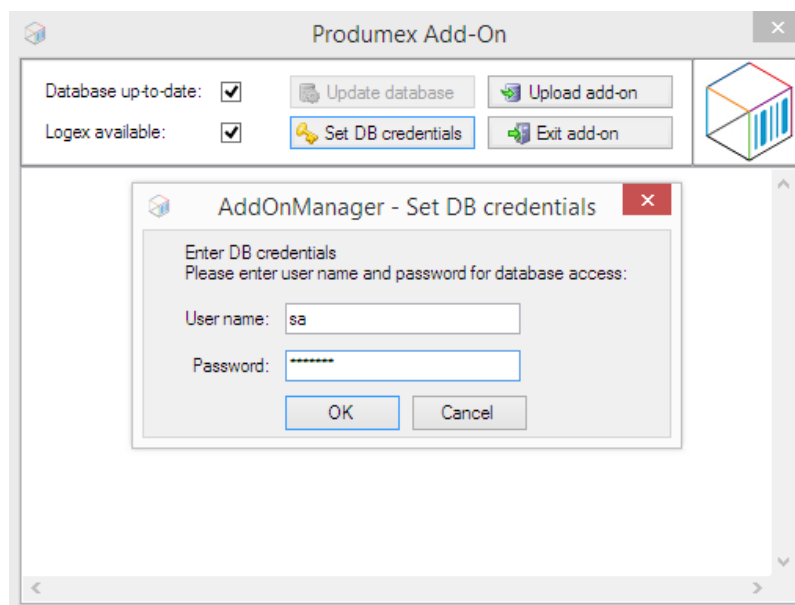 Produmex Add-On
Database up-to-date:
Update database
Upload add-on
Logex available:
Set DB credentials
Exit add-on
AddOnManager - Set DB credentials
Enter DB credentials
Please enter user name and password for database access:
User name:
sa
Password:
*******
OK
Cancel